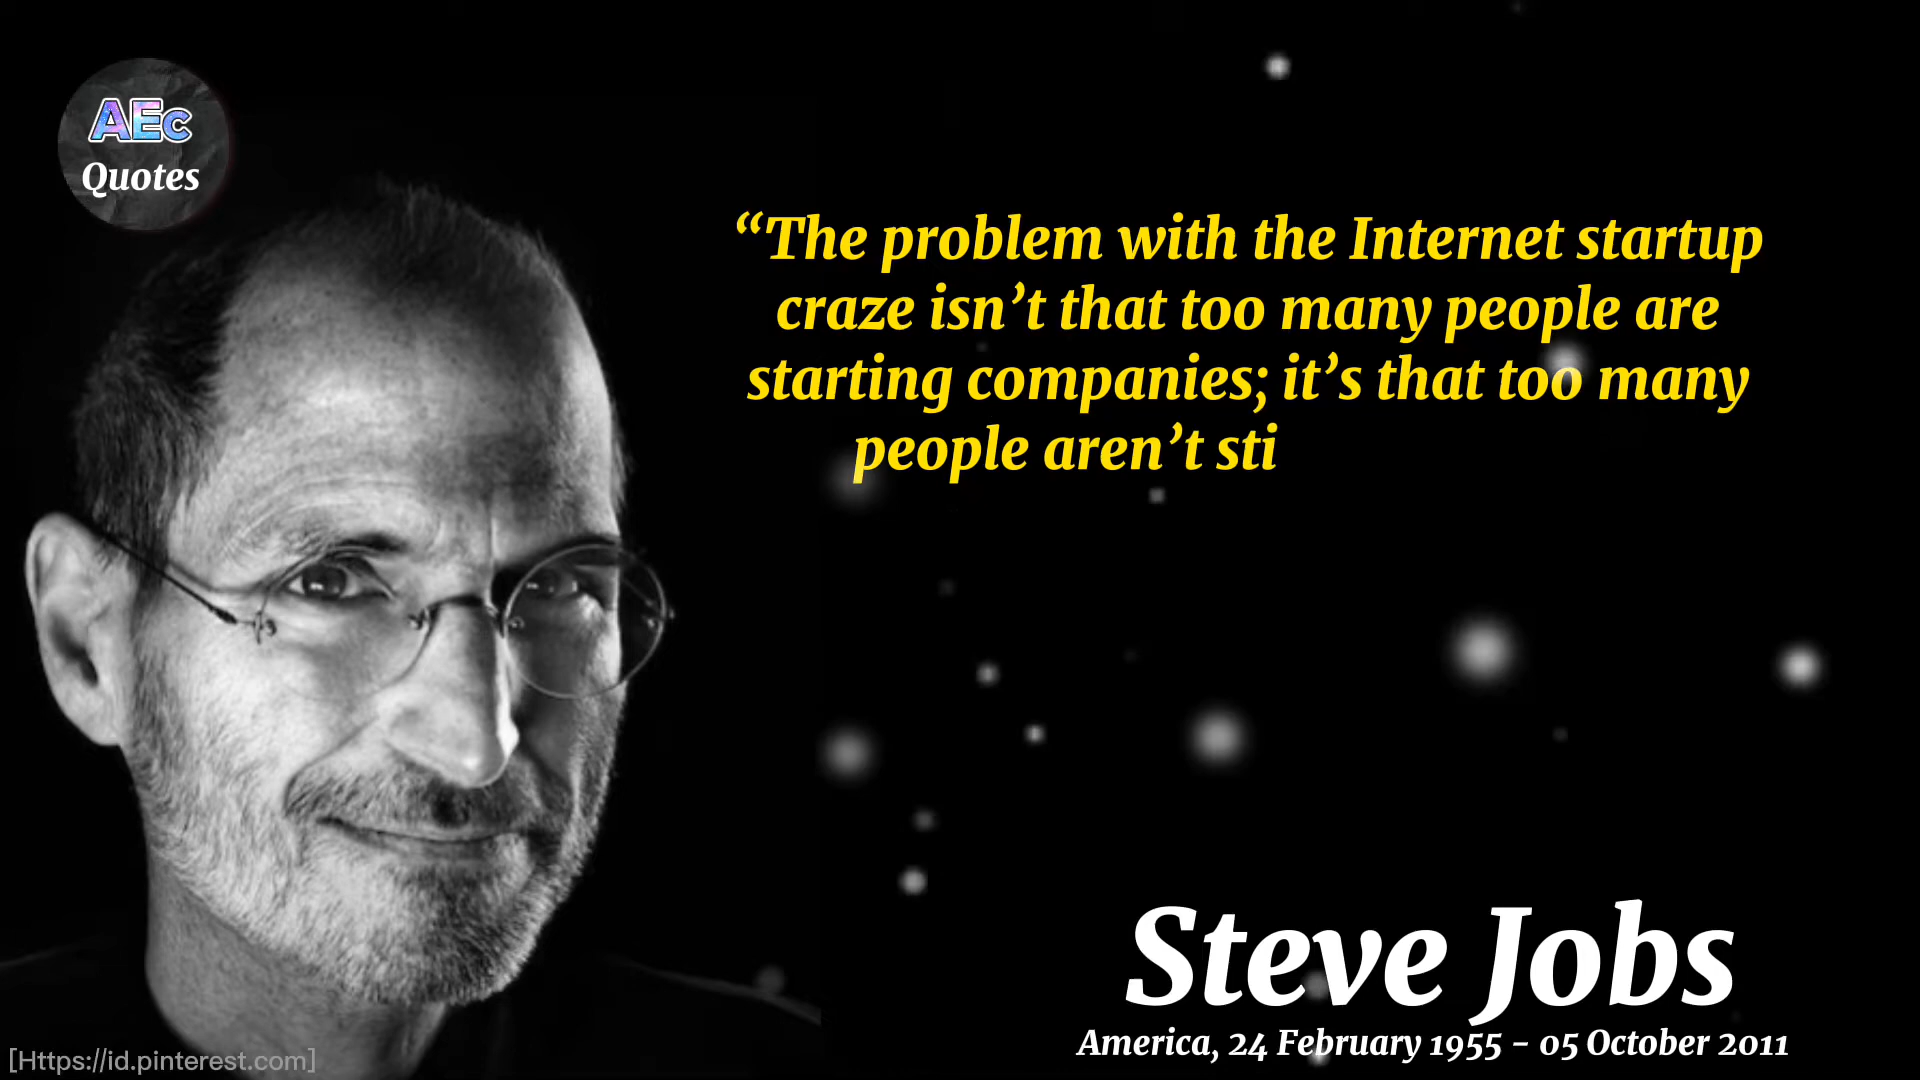 AEc
Quotes
“The problem with the Internet startup
craze isn’t that too many people are
starting companies; it’s that too many
people aren’t sti
Steve Jobs
America, 24 February 1955 - 05 October 2011
[Https://id.pinterest.com]